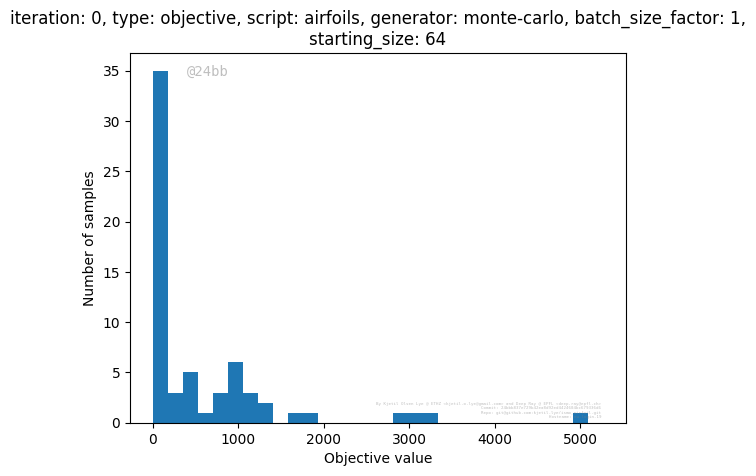 iteration: 0, type: objective, script: airfoils, generator: monte-carlo, batch_size_factor: 1,
starting_size: 64
@24bb
35
30
25
20
15
10
5
0
Number of samples
0 1000 2000 3000 4000 5000
Objective value